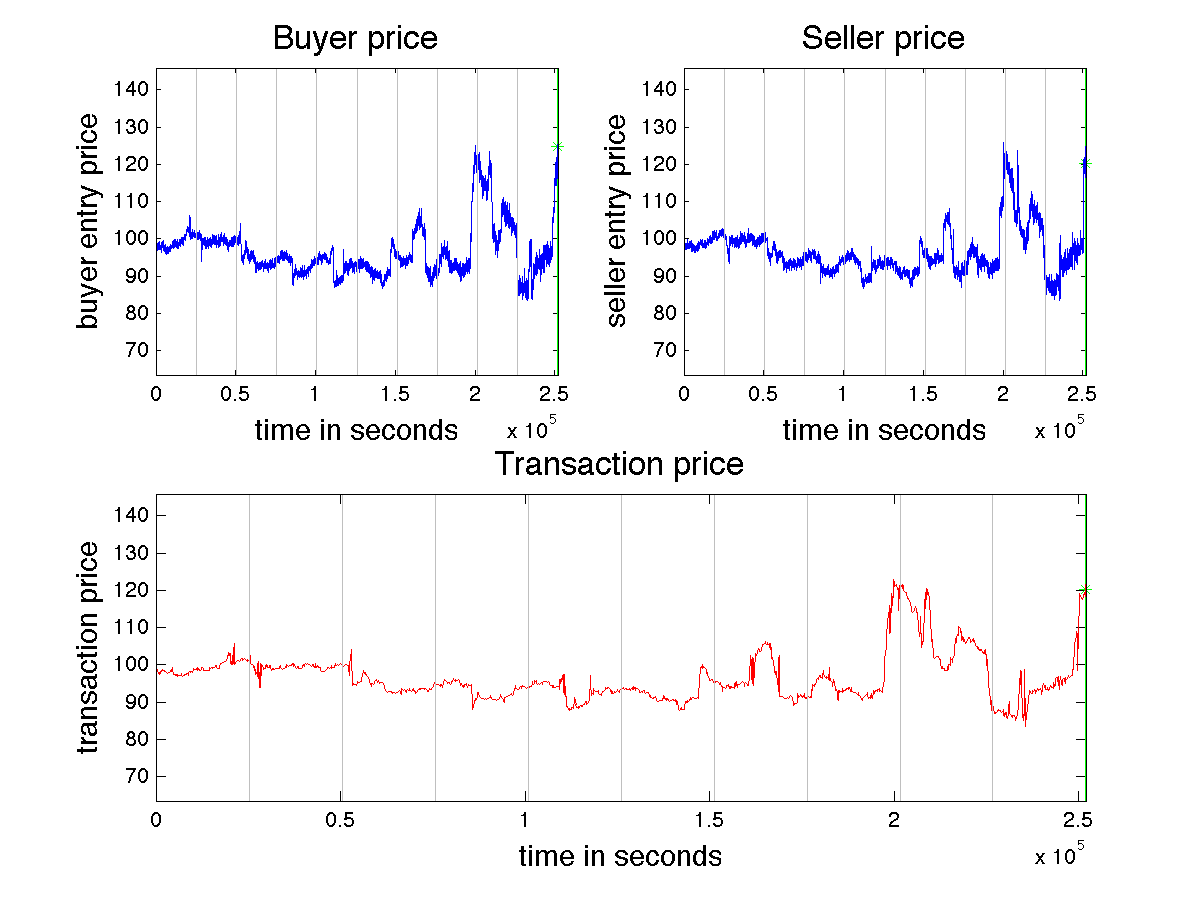 Buyer price
140
130
120
110
100
90
80
70
buyer entry price
0 0.5 1 1.5 2 2.5
x 10^5
time in seconds
Seller price
140
130
120
110
100
90
80
70
seller entry price
0 0.5 1 1.5 2 2.5
x 10^5
time in seconds
Transaction price
140
130
120
110
100
90
80
70
transaction price
0 0.5 1 1.5 2 2.5
x 10^5
time in seconds